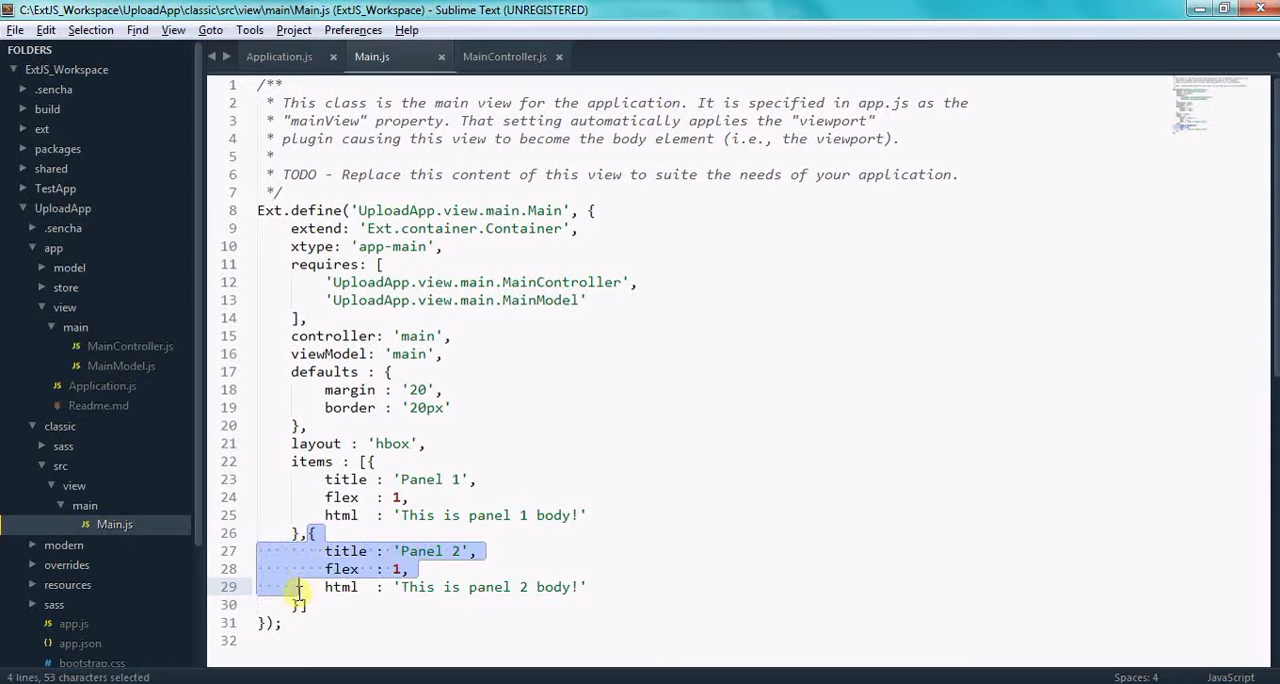 C:\ExtJS_Workspace\UploadApp\classic\src\view\main\Main.js (ExtJS_Workspace) - Sublime Text (UNREGISTERED)
File Edit Selection Find View Goto Tools Project Preferences Help
FOLDERS
ExtJS_Workspace
.sencha
build
ext
packages
shared
TestApp
UploadApp
.sencha
app
model
store
view
main
MainController.js
MainModel.js
Application.js
Readme.md
classic
sass
src
view
main
Main.js
modern
overrides
resources
sass
app.js
app.json
bootstrap.css
Application.js Main.js MainController.js
1 /**
2 * This class is the main view for the application. It is specified in app.js as the
3 * "mainView" property. That setting automatically applies the "viewport"
4 * plugin causing this view to become the body element (i.e., the viewport).
5 *
6 * TODO - Replace this content of this view to suite the needs of your application.
7 */
8 Ext.define('UploadApp.view.main.Main', {
9 extend: 'Ext.container.Container',
10 xtype: 'app-main',
11 requires: [
12 'UploadApp.view.main.MainController',
13 'UploadApp.view.main.MainModel'
14 ],
15 controller: 'main',
16 viewModel: 'main',
17 defaults : {
18 margin : '20',
19 border : '20px'
20 },
21 layout : 'hbox',
22 items : [{
23 title : 'Panel 1',
24 flex : 1,
25 html : 'This is panel 1 body!'
26 },{
27 title : 'Panel 2',
28 flex : 1,
29 html : 'This is panel 2 body!'
30 }]
31 });
32
4 lines, 53 characters selected
Spaces: 4
JavaScript